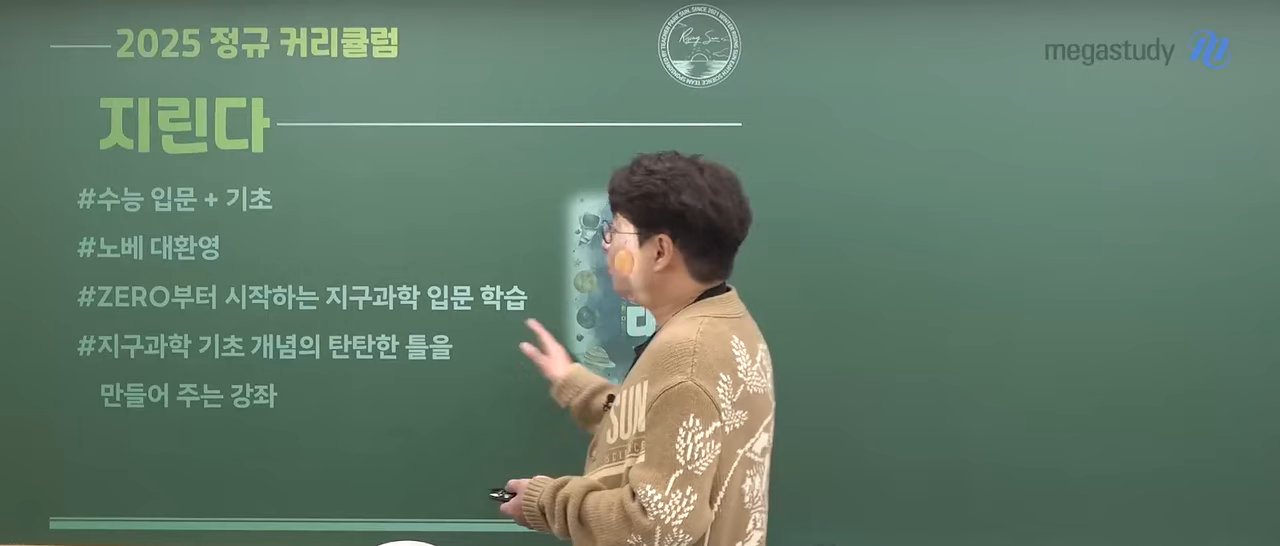 2025 정규 커리큘럼
megastudy
지린다
#수능 입문 + 기초
#노베 대환영
#ZERO부터 시작하는 지구과학 입문 학습
#지구과학 기초 개념의 탄탄한 틀을
만들어 주는 강좌
SUN